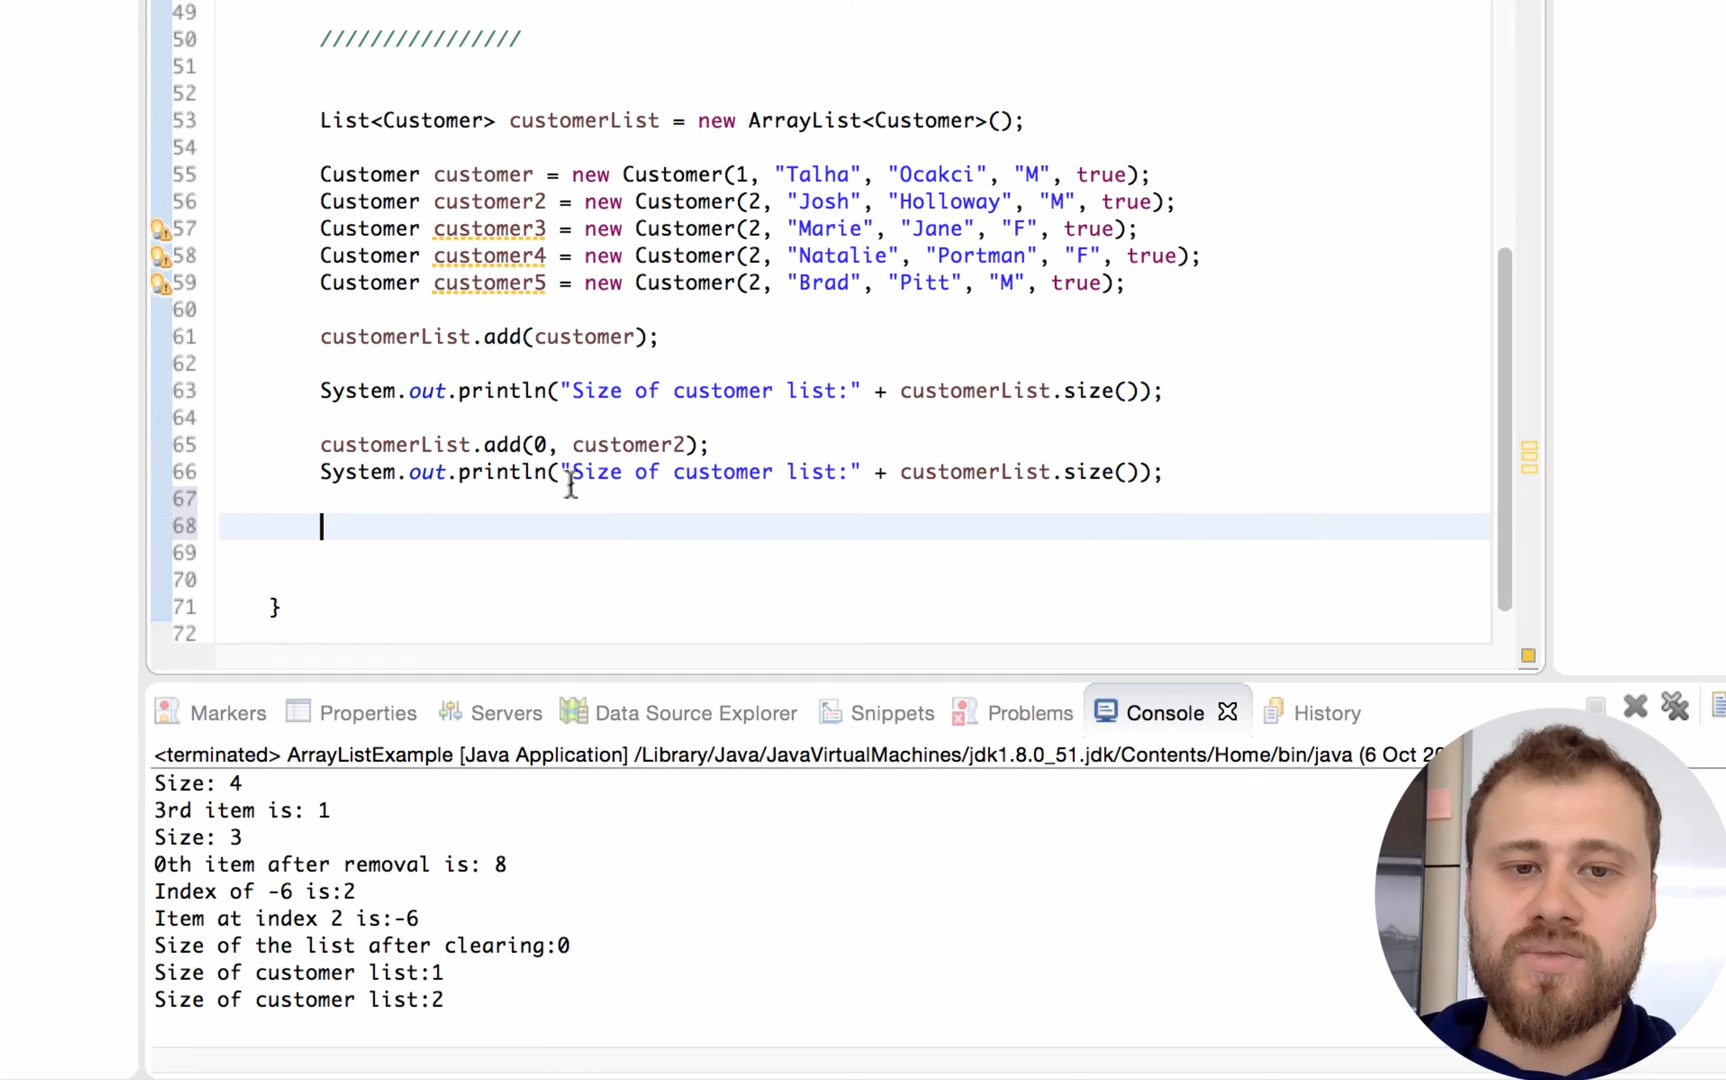 49
50 ////////////////
51
52
53 List<Customer> customerList = new ArrayList<Customer>();
54
55 Customer customer = new Customer(1, "Talha", "Ocakci", "M", true);
56 Customer customer2 = new Customer(2, "Josh", "Holloway", "M", true);
57 Customer customer3 = new Customer(2, "Marie", "Jane", "F", true);
58 Customer customer4 = new Customer(2, "Natalie", "Portman", "F", true);
59 Customer customer5 = new Customer(2, "Brad", "Pitt", "M", true);
60
61 customerList.add(customer);
62
63 System.out.println("Size of customer list:" + customerList.size());
64
65 customerList.add(0, customer2);
66 System.out.println("Size of customer list:" + customerList.size());
67
68
69
70
71 }
72
Markers Properties Servers Data Source Explorer Snippets Problems Console History
<terminated> ArrayListExample [Java Application] /Library/Java/JavaVirtualMachines/jdk1.8.0_51.jdk/Contents/Home/bin/java (6 Oct
Size: 4
3rd item is: 1
Size: 3
0th item after removal is: 8
Index of -6 is:2
Item at index 2 is:-6
Size of the list after clearing:0
Size of customer list:1
Size of customer list:2